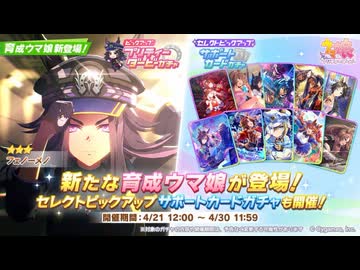 育成ウマ娘新登場!
ピックアップ
プリティーダービーガチャ
セレクトピックアップ
サポートカードガチャ
フェノーメノ
新たな育成ウマ娘が登場!
セレクトピックアップサポートカードガチャも開催!!
開催期間:4/21 12:00 ~ 4/30 11:59
© Cygames, Inc.